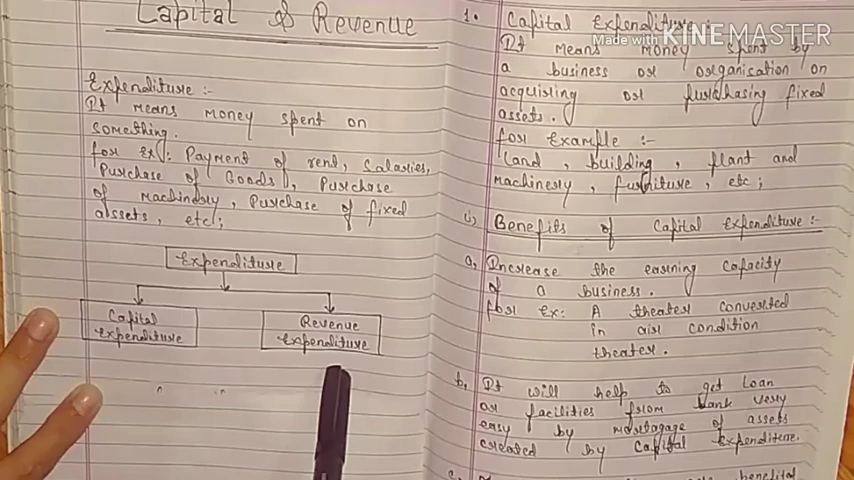 Capital & Revenue
Expenditure :-
It means money spent on
something.
for ex: Payment of rent, salaries,
Purchase of Goods, Purchase
of machinery, Purchase of fixed
assets, etc;
Expenditure
Capital
expenditure
Revenue
expenditure
1. Capital Expenditure :
Made with KINEMASTER
It means money spent by
a business or organisation on
acquiring or purchasing fixed
assets.
for Example :-
land, building, plant and
machinery, furniture, etc;
i) Benefits of Capital Expenditure :-
a, Increase the earning capacity
of a business.
for ex: A theater converted
in air condition
theater.
b, It will help to get Loan
or facilities from bank very
easy by mortagage of assets
created by Capital Expenditure.
c,